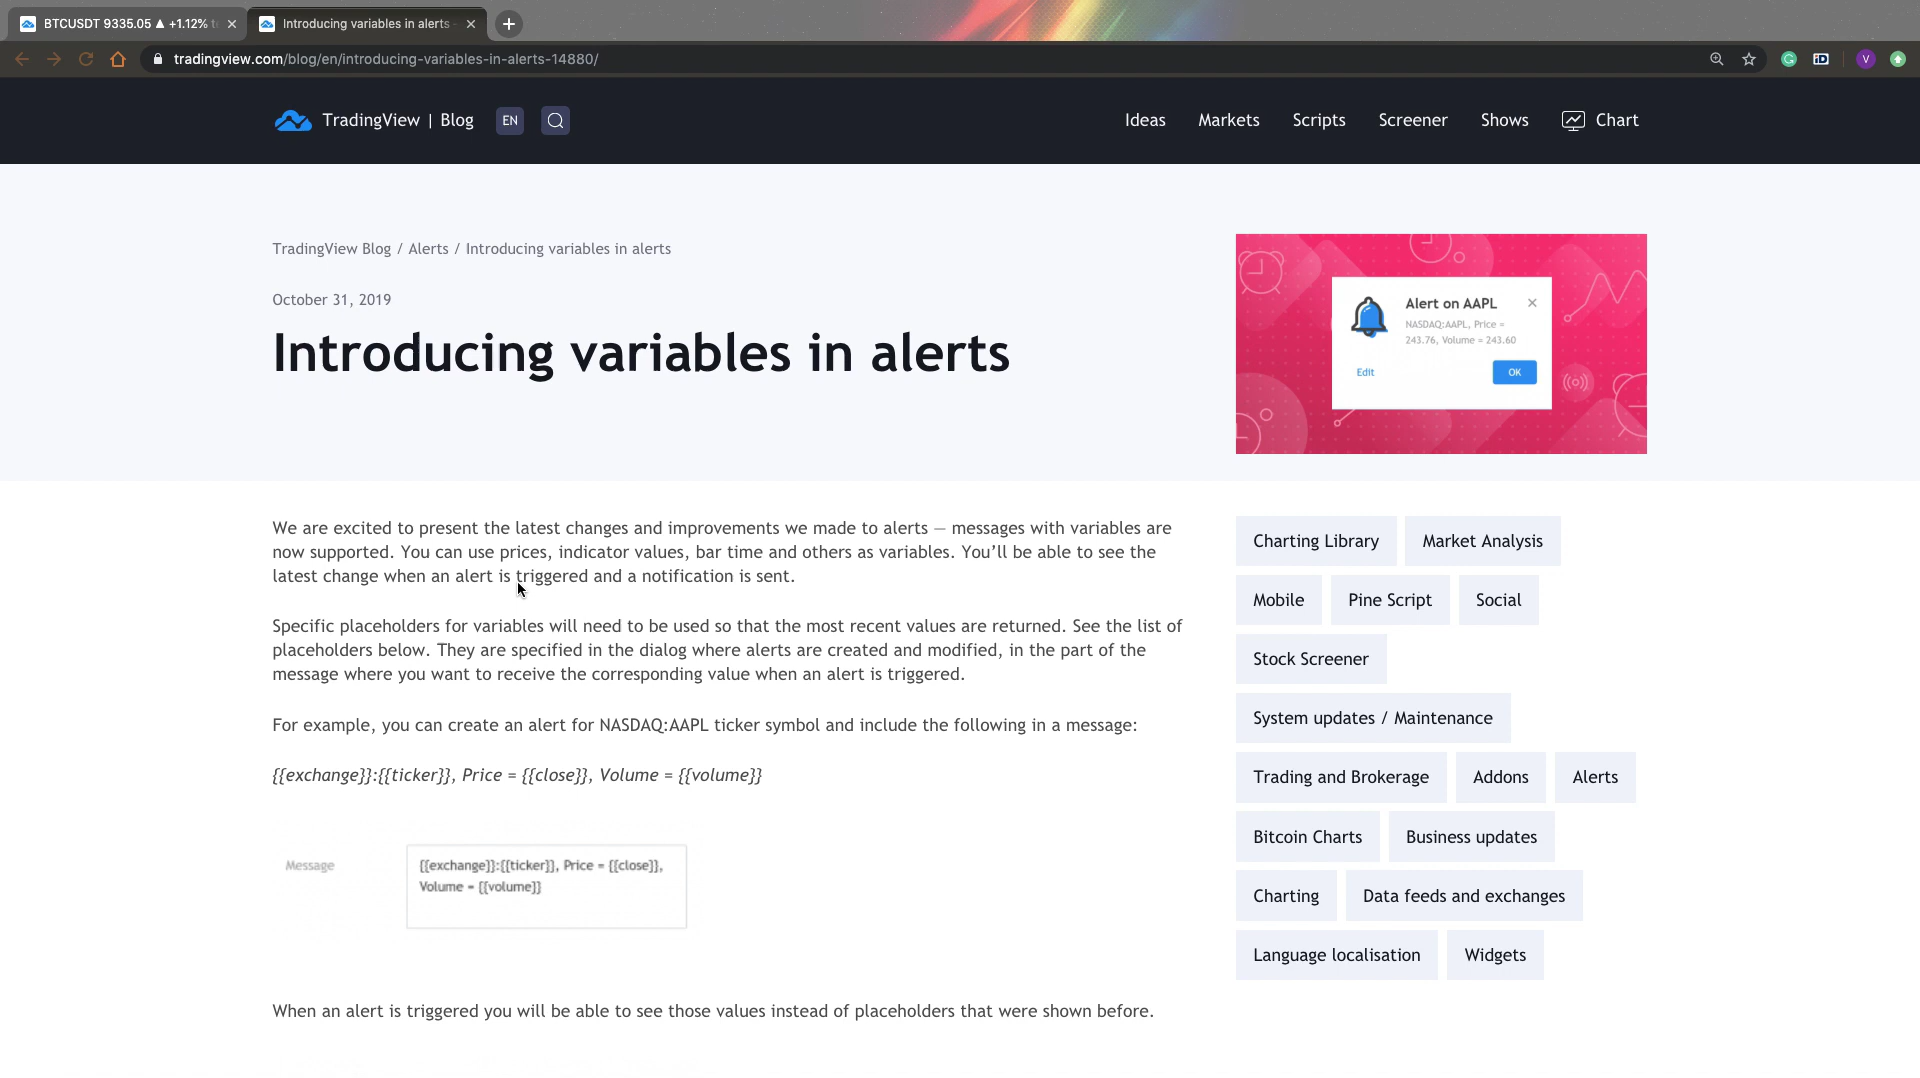 BTCUSDT 9335.05 ▲ +1.12%
Introducing variables in alerts
tradingview.com/blog/en/introducing-variables-in-alerts-14880/
V
TradingView | Blog
EN
Ideas
Markets
Scripts
Screener
Shows
Chart
TradingView Blog / Alerts / Introducing variables in alerts
October 31, 2019
Introducing variables in alerts
Alert on AAPL
NASDAQ:AAPL, Price =
243.76, Volume = 243.60
Edit
OK
We are excited to present the latest changes and improvements we made to alerts — messages with variables are
now supported. You can use prices, indicator values, bar time and others as variables. You’ll be able to see the
latest change when an alert is triggered and a notification is sent.
Specific placeholders for variables will need to be used so that the most recent values are returned. See the list of
placeholders below. They are specified in the dialog where alerts are created and modified, in the part of the
message where you want to receive the corresponding value when an alert is triggered.
For example, you can create an alert for NASDAQ:AAPL ticker symbol and include the following in a message:
{{exchange}}:{{ticker}}, Price = {{close}}, Volume = {{volume}}
Message
{{exchange}}:{{ticker}}, Price = {{close}},
Volume = {{volume}}
When an alert is triggered you will be able to see those values instead of placeholders that were shown before.
Charting Library
Market Analysis
Mobile
Pine Script
Social
Stock Screener
System updates / Maintenance
Trading and Brokerage
Addons
Alerts
Bitcoin Charts
Business updates
Charting
Data feeds and exchanges
Language localisation
Widgets